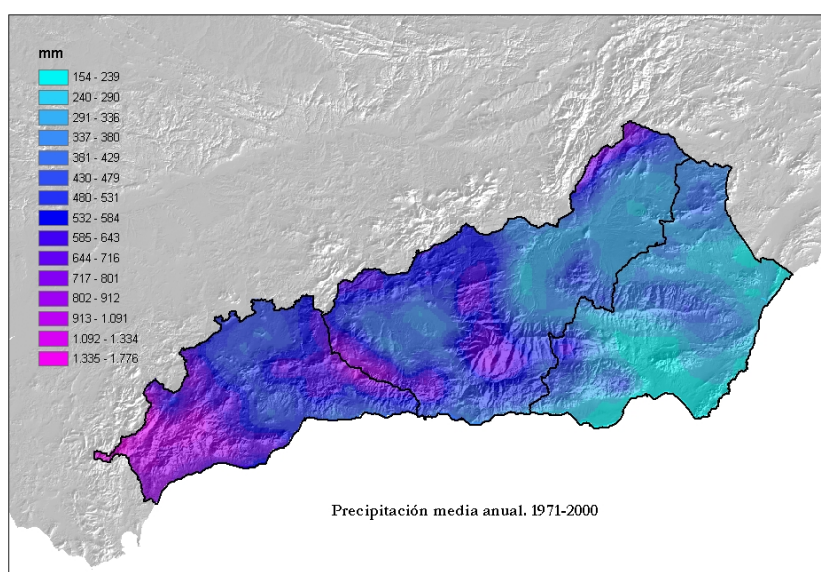 mm
154 - 239
240 - 290
291 - 336
337 - 380
381 - 429
430 - 479
480 - 531
532 - 584
585 - 643
644 - 716
717 - 801
802 - 912
913 - 1.091
1.092 - 1.334
1.335 - 1.776
Precipitación media anual. 1971-2000